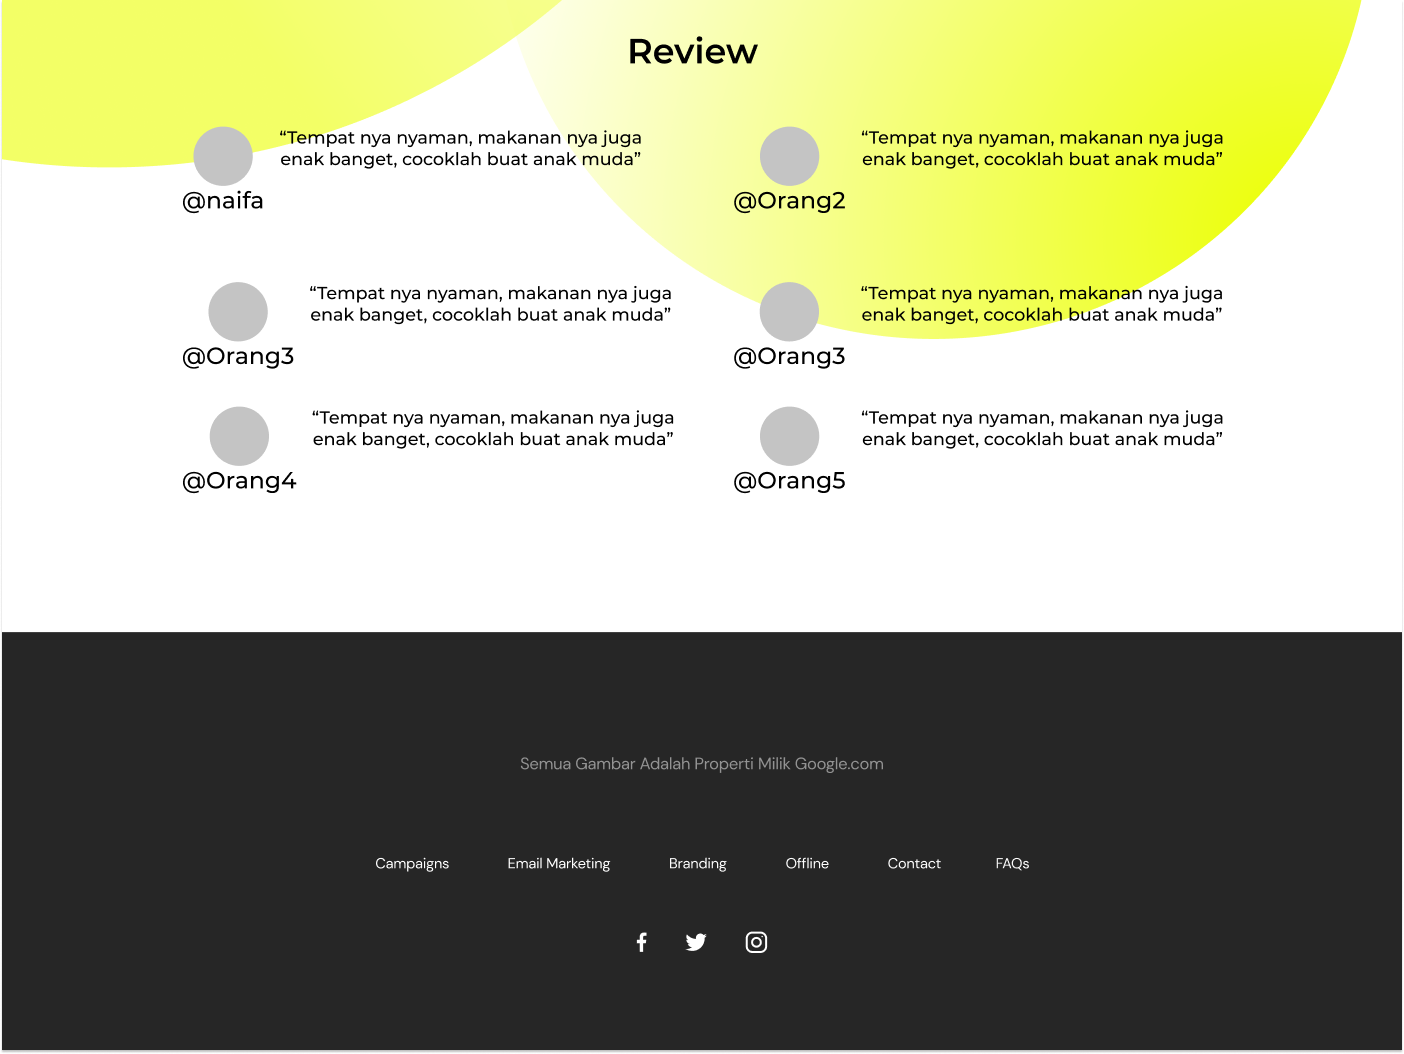 Review
“Tempat nya nyaman, makanan nya juga
enak banget, cocoklah buat anak muda”
@naifa
“Tempat nya nyaman, makanan nya juga
enak banget, cocoklah buat anak muda”
@Orang2
“Tempat nya nyaman, makanan nya juga
enak banget, cocoklah buat anak muda”
@Orang3
“Tempat nya nyaman, makanan nya juga
enak banget, cocoklah buat anak muda”
@Orang3
“Tempat nya nyaman, makanan nya juga
enak banget, cocoklah buat anak muda”
@Orang4
“Tempat nya nyaman, makanan nya juga
enak banget, cocoklah buat anak muda”
@Orang5
Semua Gambar Adalah Properti Milik Google.com
Campaigns Email Marketing Branding Offline Contact FAQs